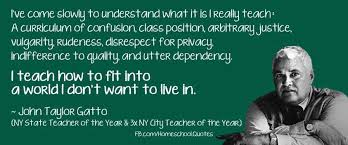 I've come slowly to understand what it is I really teach:
A curriculum of confusion, class position, arbitrary justice,
vulgarity, rudeness, disrespect for privacy,
indifference to quality, and utter dependency.
I teach how to fit into
a world I don't want to live in.
~ John Taylor Gatto
(NY State Teacher of the Year & 3x NY City Teacher of the Year)
FB.com/HomeschoolQuotes